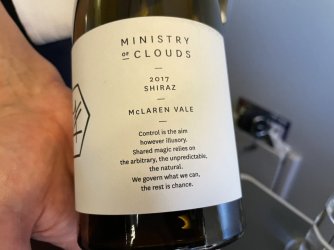 MINISTRY
OF CLOUDS
2017
SHIRAZ
McLAREN VALE
Control is the aim
however illusory.
Shared magic relies on
the arbitrary, the unpredictable,
the natural.
We govern what we can,
the rest is chance.